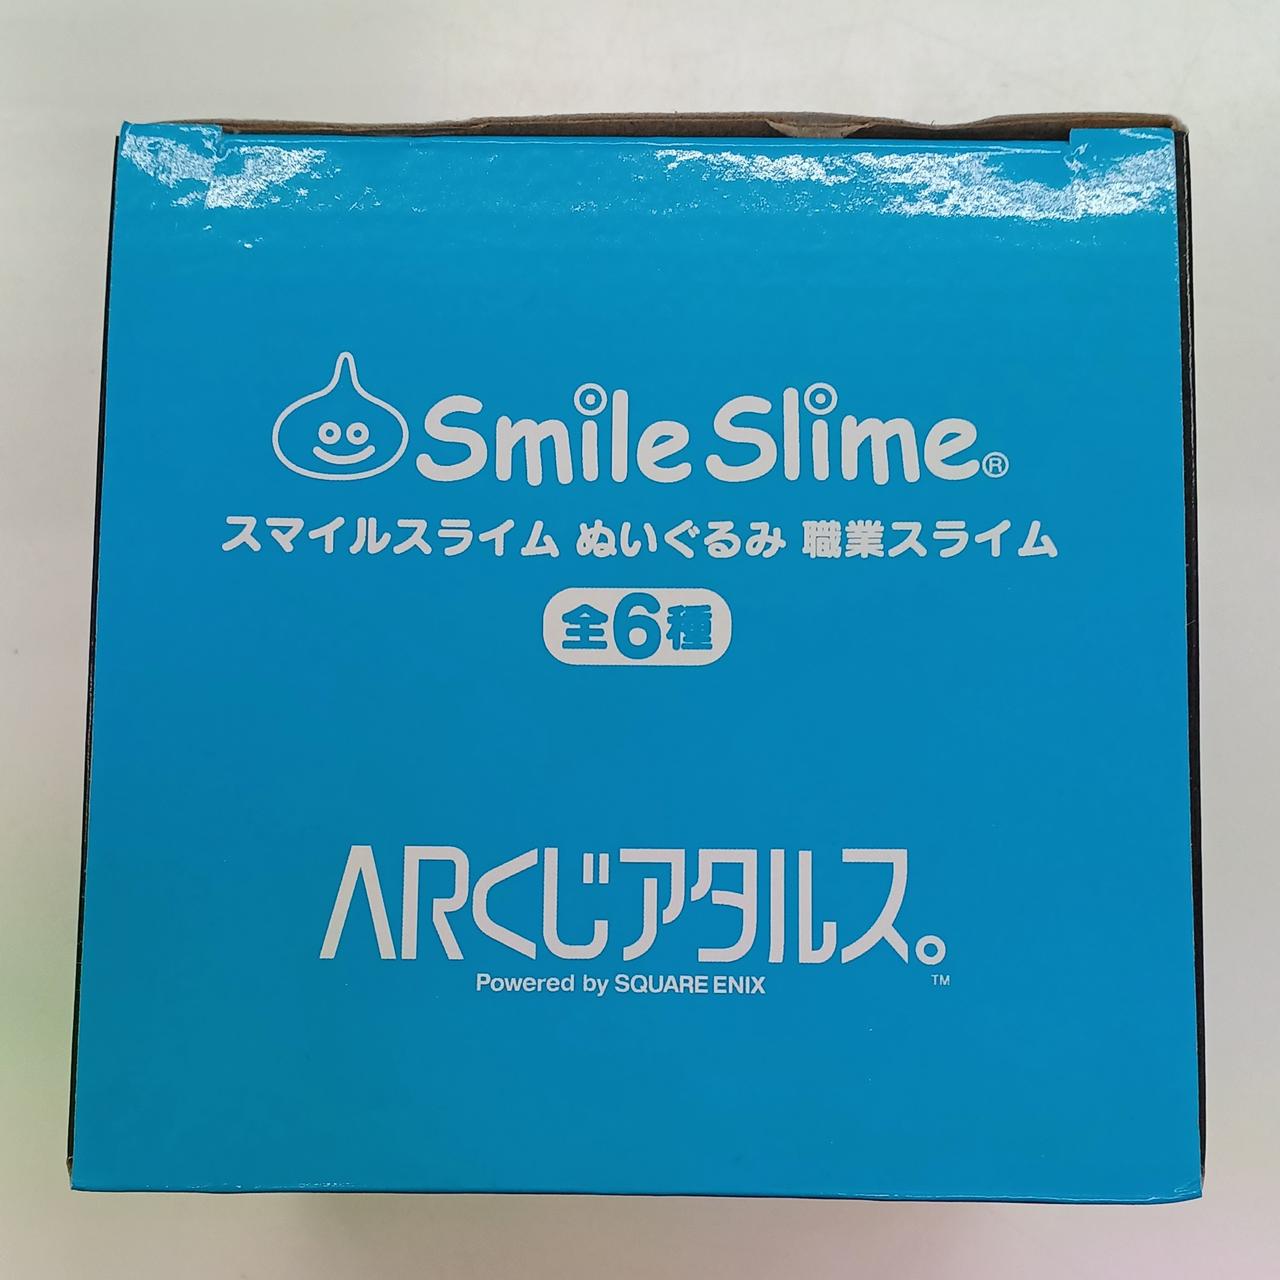 Smile Slime®
スマイルスライム ぬいぐるみ 職業スライム
全6種
ARくじアタルス。
Powered by SQUARE ENIX ™